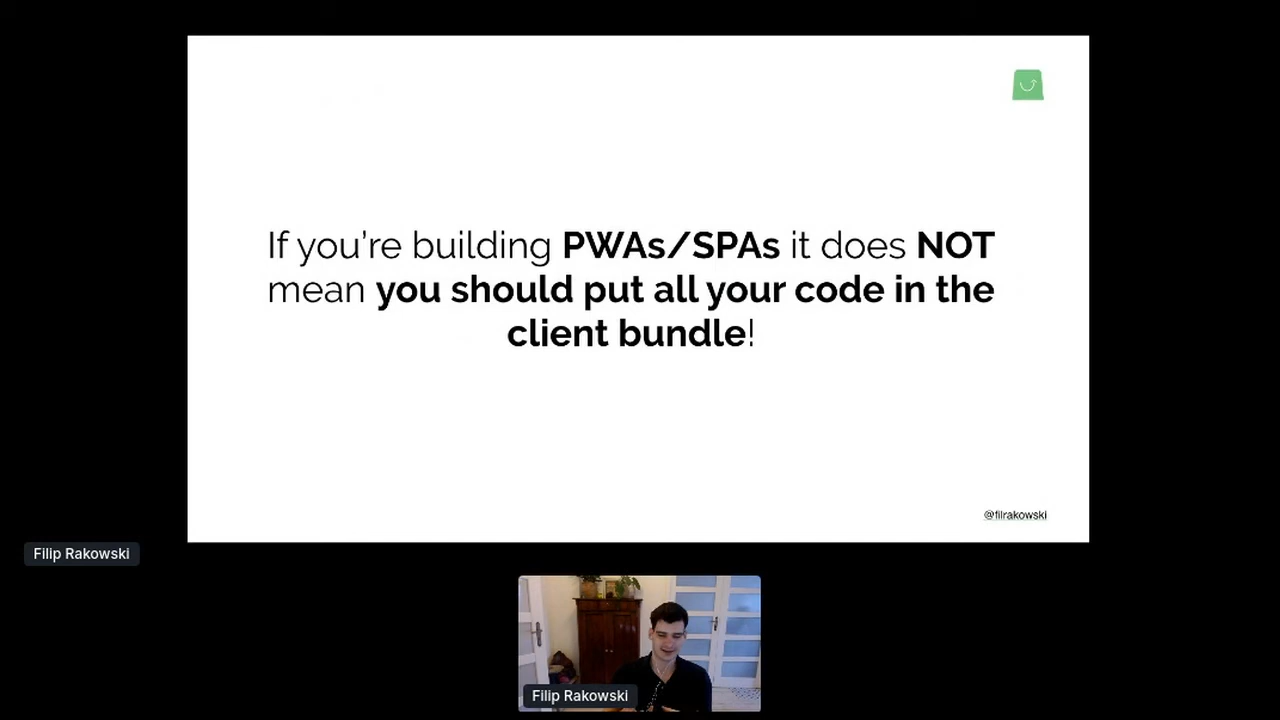 If you’re building PWAs/SPAs it does NOT
mean you should put all your code in the
client bundle!
@filrakowski
Filip Rakowski
Filip Rakowski